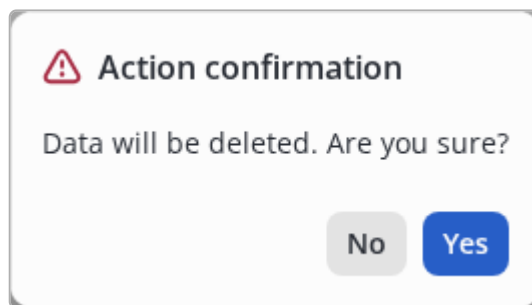 Action confirmation
Data will be deleted. Are you sure?
No
Yes